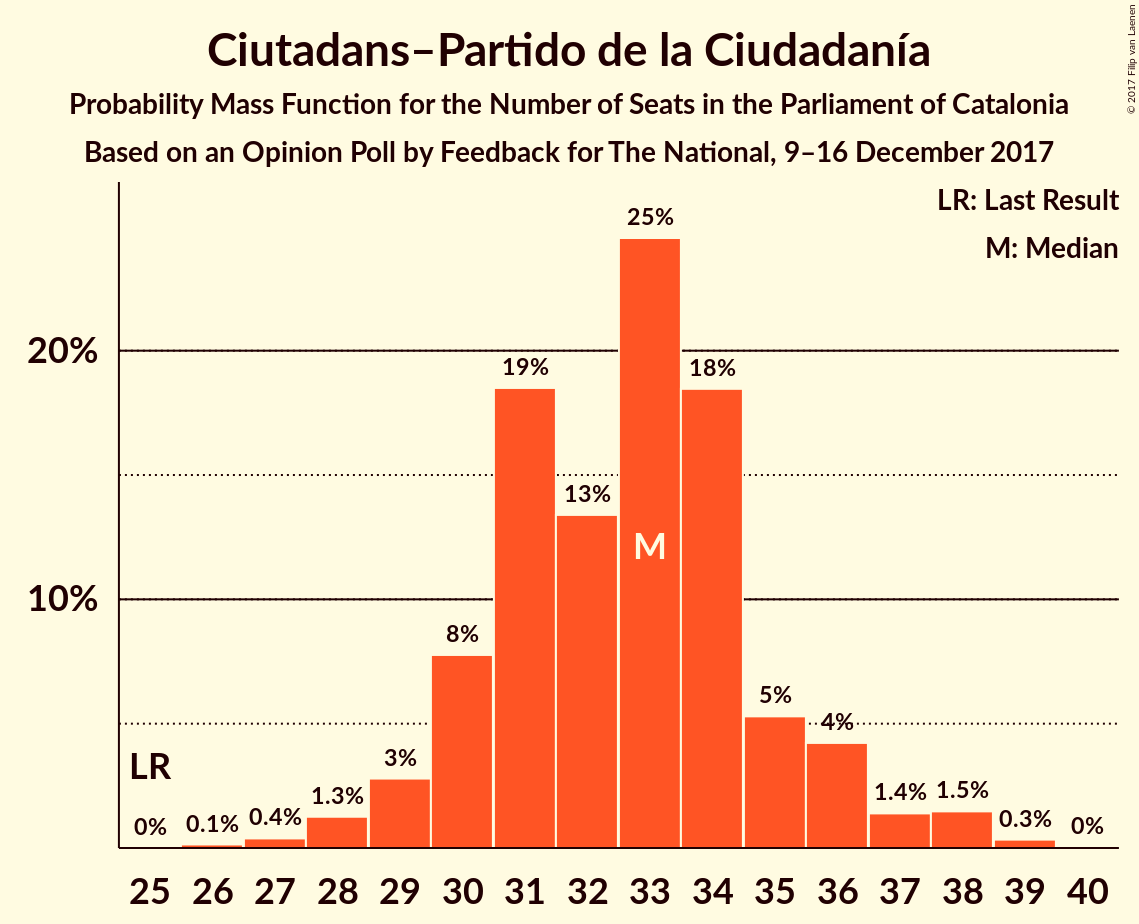 Ciutadans–Partido de la Ciudadanía
Probability Mass Function for the Number of Seats in the Parliament of Catalonia
Based on an Opinion Poll by Feedback for The National, 9–16 December 2017
© 2017 Filip van Laenen
LR: Last Result
M: Median
25%
20%
19%
18%
13%
M
10%
8%
5%
4%
LR
3%
1.3%
1.4%
1.5%
0%
0.1%
0.4%
0.3%
0%
25 26 27 28 29 30 31 32 33 34 35 36 37 38 39 40